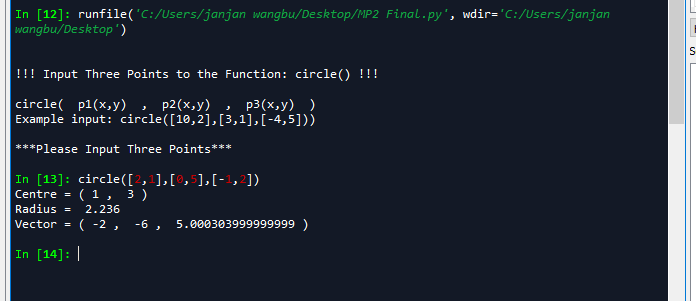 In [12]: runfile('C:/Users/janjan wangbu/Desktop/MP2 Final.py', wdir='C:/Users/janjan
wangbu/Desktop')
!!! Input Three Points to the Function: circle() !!!
circle(  p1(x,y)  ,  p2(x,y)  ,  p3(x,y)  )
Example input: circle([10,2],[3,1],[-4,5]))
***Please Input Three Points***
In [13]: circle([2,1],[0,5],[-1,2])
Centre = ( 1 ,  3 )
Radius =  2.236
Vector = ( -2 ,  -6 ,  5.000303999999999 )
In [14]: